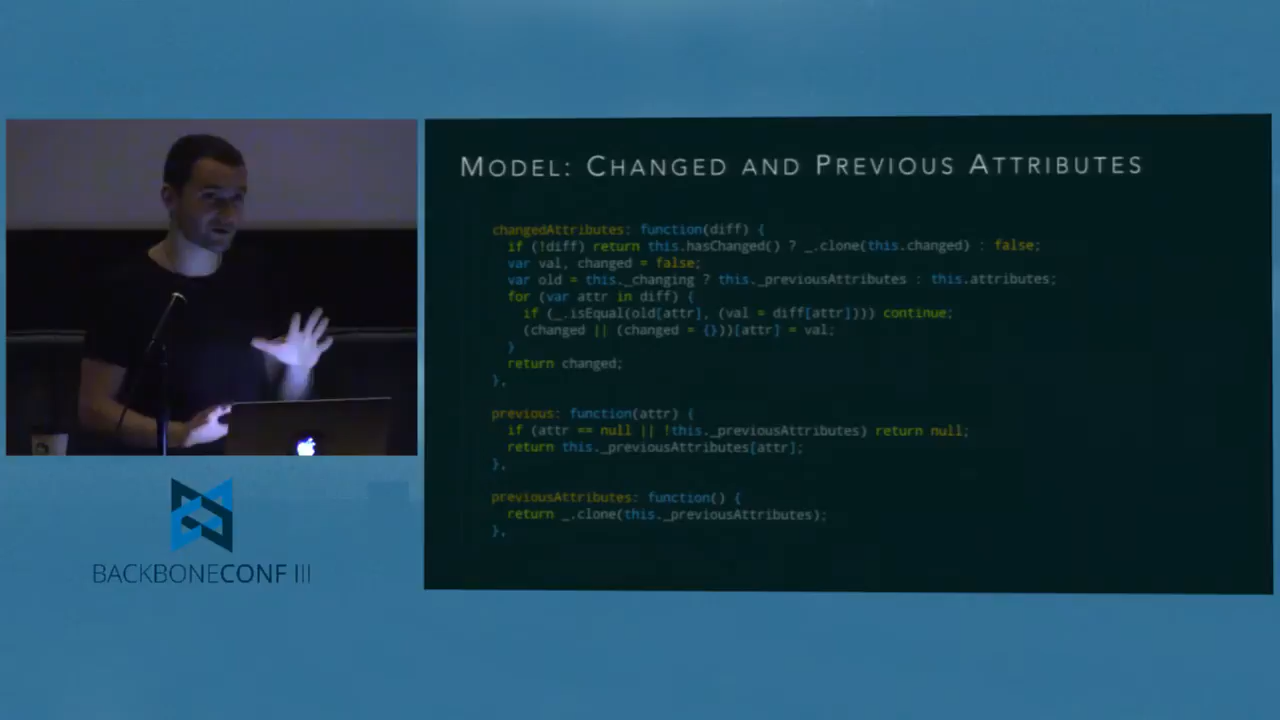 MODEL: CHANGED AND PREVIOUS ATTRIBUTES
changedAttributes: function(diff) {
if (!diff) return this.hasChanged() ? _.clone(this.changed) : false;
var val, changed = false;
var old = this._changing ? this._previousAttributes : this.attributes;
for (var attr in diff) {
if (_.isEqual(old[attr], (val = diff[attr]))) continue;
(changed || (changed = {}))[attr] = val;
}
return changed;
},
previous: function(attr) {
if (attr == null || !this._previousAttributes) return null;
return this._previousAttributes[attr];
},
previousAttributes: function() {
return _.clone(this._previousAttributes);
},
BACKBONECONF III